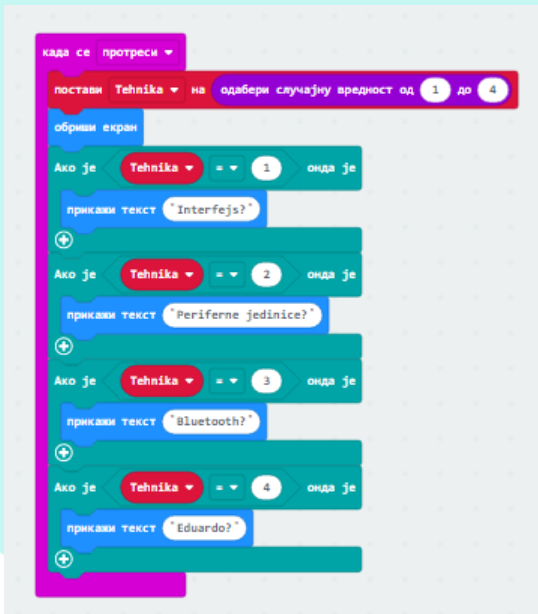 када се протреси
постави Tehnika на одабери случајну вредност од 1 до 4
обриши екран
Ако је Tehnika = 1 онда је
прикажи текст "Interfejs?"
Ако је Tehnika = 2 онда је
прикажи текст "Periferne jedinice?"
Ако је Tehnika = 3 онда је
прикажи текст "Bluetooth?"
Ако је Tehnika = 4 онда је
прикажи текст "Eduardo?"